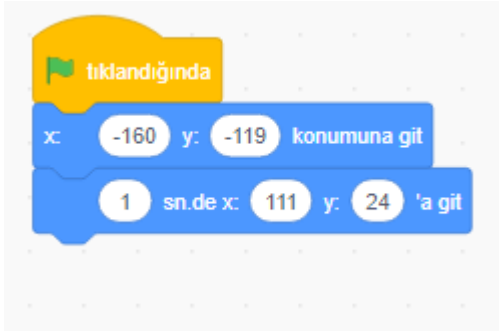 tıklandığında
x: -160 y: -119 konumuna git
1 sn.de x: 111 y: 24 'a git